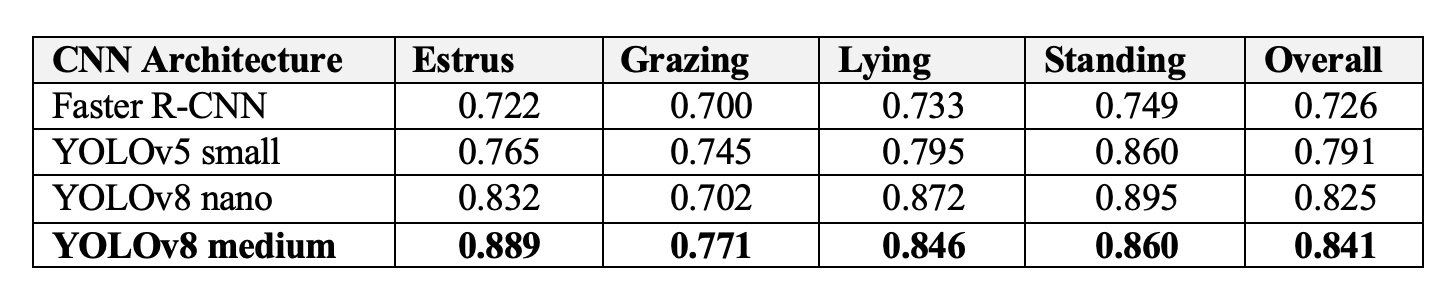 CNN Architecture Estrus Grazing Lying Standing Overall
Faster R-CNN 0.722 0.700 0.733 0.749 0.726
YOLOv5 small 0.765 0.745 0.795 0.860 0.791
YOLOv8 nano 0.832 0.702 0.872 0.895 0.825
YOLOv8 medium 0.889 0.771 0.846 0.860 0.841